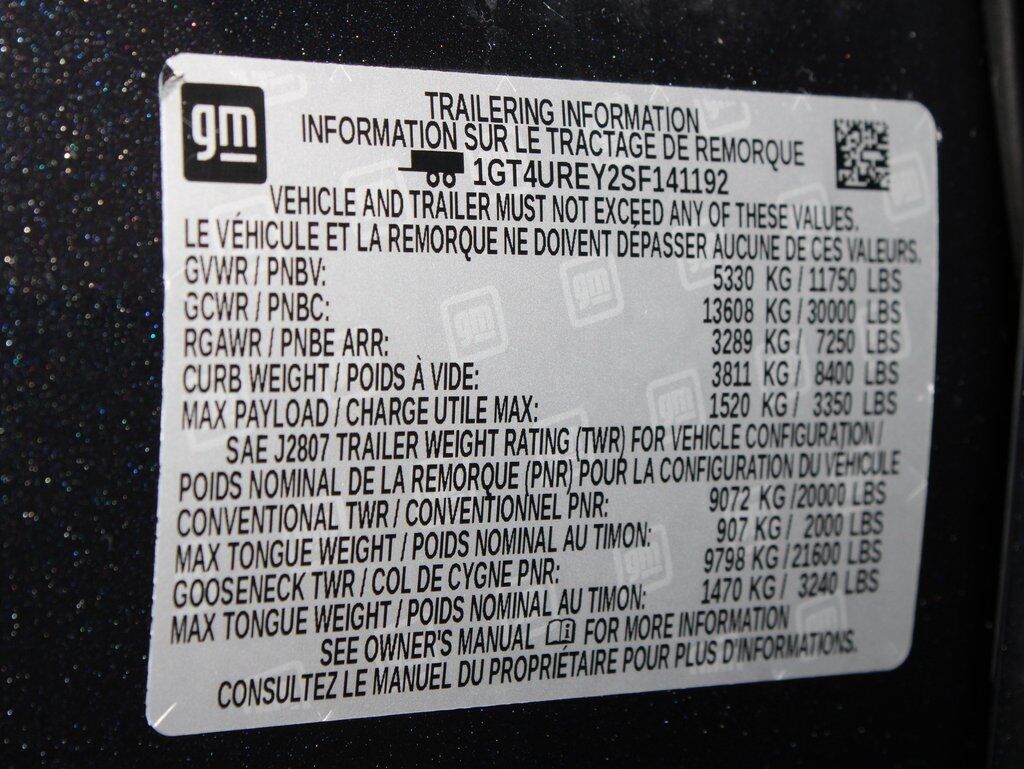 gm
TRAILERING INFORMATION
INFORMATION SUR LE TRACTAGE DE REMORQUE
1GT4UREY2SF141192
VEHICLE AND TRAILER MUST NOT EXCEED ANY OF THESE VALUES.
LE VÉHICULE ET LA REMORQUE NE DOIVENT DÉPASSER AUCUNE DE CES VALEURS.
GVWR / PNBV: 5330 KG / 11750 LBS
GCWR / PNBC: 13608 KG / 30000 LBS
RGAWR / PNBE ARR: 3289 KG / 7250 LBS
CURB WEIGHT / POIDS À VIDE: 3811 KG / 8400 LBS
MAX PAYLOAD / CHARGE UTILE MAX: 1520 KG / 3350 LBS
SAE J2807 TRAILER WEIGHT RATING (TWR) FOR VEHICLE CONFIGURATION /
POIDS NOMINAL DE LA REMORQUE (PNR) POUR LA CONFIGURATION DU VÉHICULE
CONVENTIONAL TWR / CONVENTIONNEL PNR: 9072 KG /20000 LBS
MAX TONGUE WEIGHT / POIDS NOMINAL AU TIMON: 907 KG / 2000 LBS
GOOSENECK TWR / COL DE CYGNE PNR: 9798 KG /21600 LBS
MAX TONGUE WEIGHT / POIDS NOMINAL AU TIMON: 1470 KG / 3240 LBS
SEE OWNER'S MANUAL FOR MORE INFORMATION
CONSULTEZ LE MANUEL DU PROPRIÉTAIRE POUR PLUS D'INFORMATIONS.